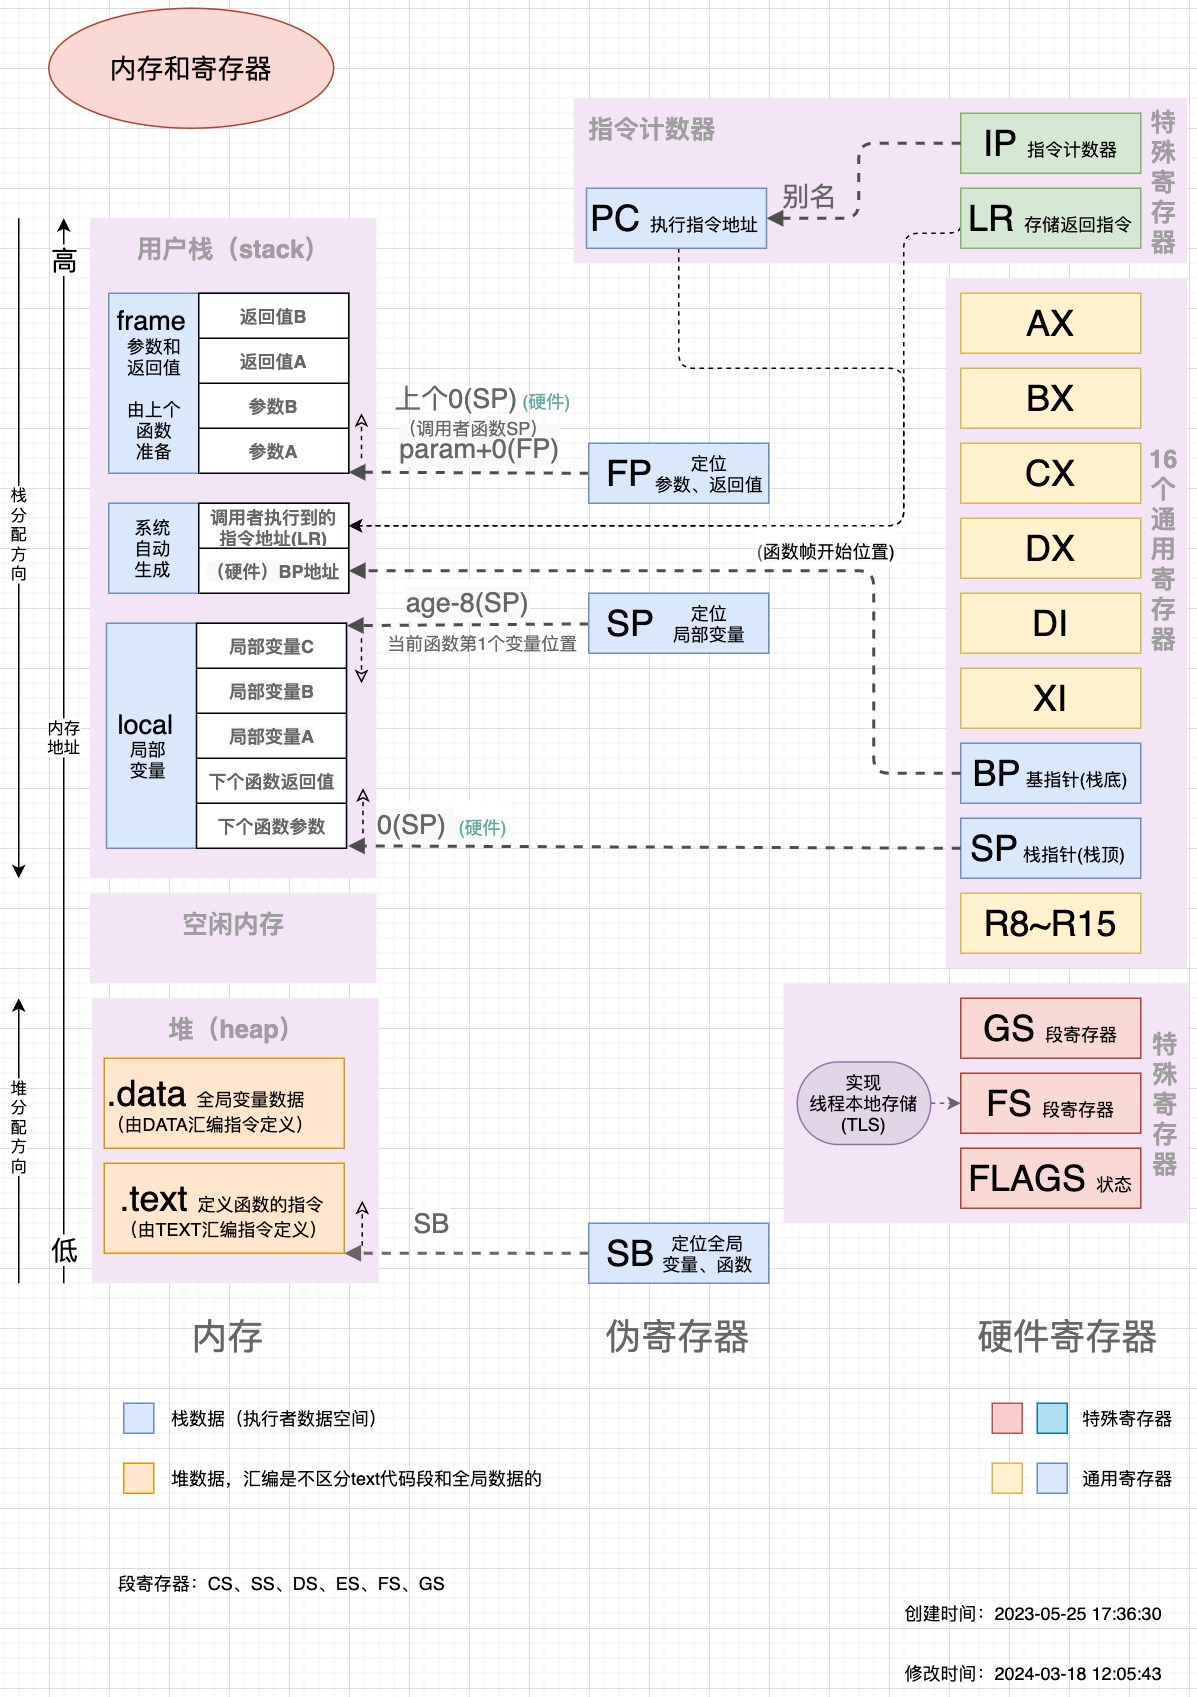 内存和寄存器
指令计数器
IP 指令计数器
特殊寄存器
别名
PC 执行指令地址
LR 存储返回指令
高
用户栈（stack）
frame
参数和
返回值
由上个
函数
准备
返回值B
返回值A
参数B
参数A
上个0(SP) (硬件)
（调用者函数SP）
param+0(FP)
FP 定位
参数、返回值
AX
BX
CX
DX
DI
XI
BP 基指针(栈底)
SP 栈指针(栈顶)
R8~R15
16个通用寄存器
栈分配方向
系统
自动
生成
调用者执行到的
指令地址(LR)
（硬件）BP地址
(函数帧开始位置)
age-8(SP)
当前函数第1个变量位置
SP 定位
局部变量
内存
地址
local
局部
变量
局部变量C
局部变量B
局部变量A
下个函数返回值
下个函数参数
0(SP) (硬件)
空闲内存
堆分配方向
堆（heap）
.data 全局变量数据
（由DATA汇编指令定义）
.text 定义函数的指令
（由TEXT汇编指令定义）
低
SB
SB 定位全局
变量、函数
实现
线程本地存储
(TLS)
GS 段寄存器
FS 段寄存器
FLAGS 状态
特殊寄存器
内存
伪寄存器
硬件寄存器
栈数据（执行者数据空间）
特殊寄存器
堆数据，汇编是不区分text代码段和全局数据的
通用寄存器
段寄存器：CS、SS、DS、ES、FS、GS
创建时间：2023-05-25 17:36:30
修改时间：2024-03-18 12:05:43